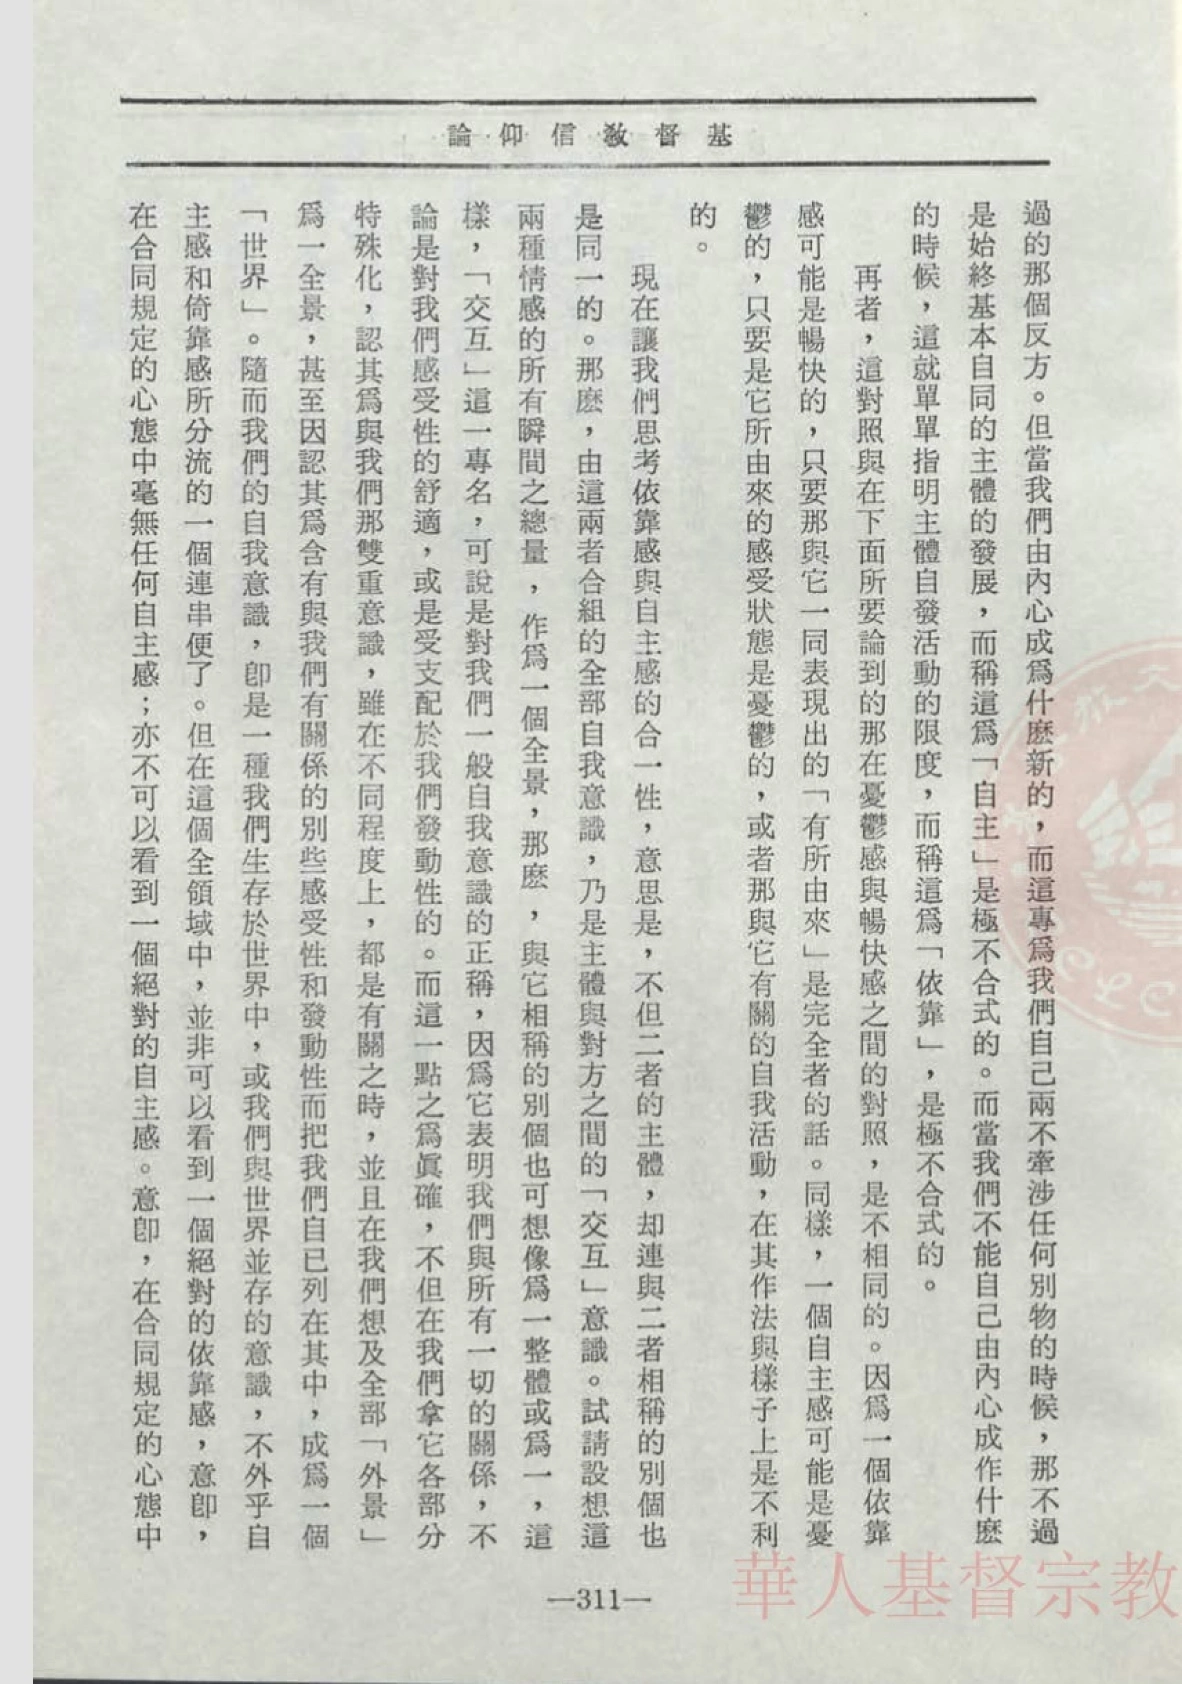 基督教信仰論
過的那個反方。但當我們由內心成爲什麽新的，而這專爲我們自己兩不牽涉任何別物的時候，那不過
是始終基本自同的主體的發展，而稱這爲「自主」是極不合式的。而當我們不能自己由內心成作什麽
的時候，這就單單指明主體自發活動的限度，而稱這爲「依靠」，是極不合式的。
再者，這對照與在下面所要論到的那在憂鬱感與暢快感之間的對照，是不相同的。因爲一個依靠
感可能是暢快的，只要那與它一同表現出的「有所由來」是完全者的話。同樣，一個自主感可能是憂
鬱的，只要是它所由來的感受狀態是憂鬱的，或者那與它有關的自我活動，在其作法與樣子上是不利
的。
現在讓我們思考依靠感與自主感的合一性，意思是，不但二者的主體，却連與二者相稱的別個也
是同一的。那麽，由這兩者合組的全部自我意識，乃是主體與對方之間的「交互」意識。試請設想這
兩種情感的所有瞬間之總量，作爲一個全景，那麽，與它相稱的別個也可想像爲一整體或爲一，這
樣，「交互」這一專名，可說是對我們一般自我意識的正稱，因爲它表明我們與所有一切的關係，不
論是對我們感受性的舒適，或是受支配於我們發動性的。而這一點之爲眞確，不但在我們拿它各部分
特殊化，認其爲與我們那雙重意識，雖在不同程度上，都是有關之時，並且在我們想及全部「外景」
爲一全景，甚至因認其爲含有與我們有關係的別些感受性和發動性而把我們自已列在其中，成爲一個
「世界」。隨而我們的自我意識，卽是一種我們生存於世界中，或我們與世界並存的意識，不外乎自
主感和倚靠感所分流的一個連串便了。但在這個全領域中，並非可以看到一個絕對的依靠感，意卽，
在合同規定的心態中毫無任何自主感；亦不可以看到一個絕對的自主感。意卽，在合同規定的心態中
—311—
華人基督宗教